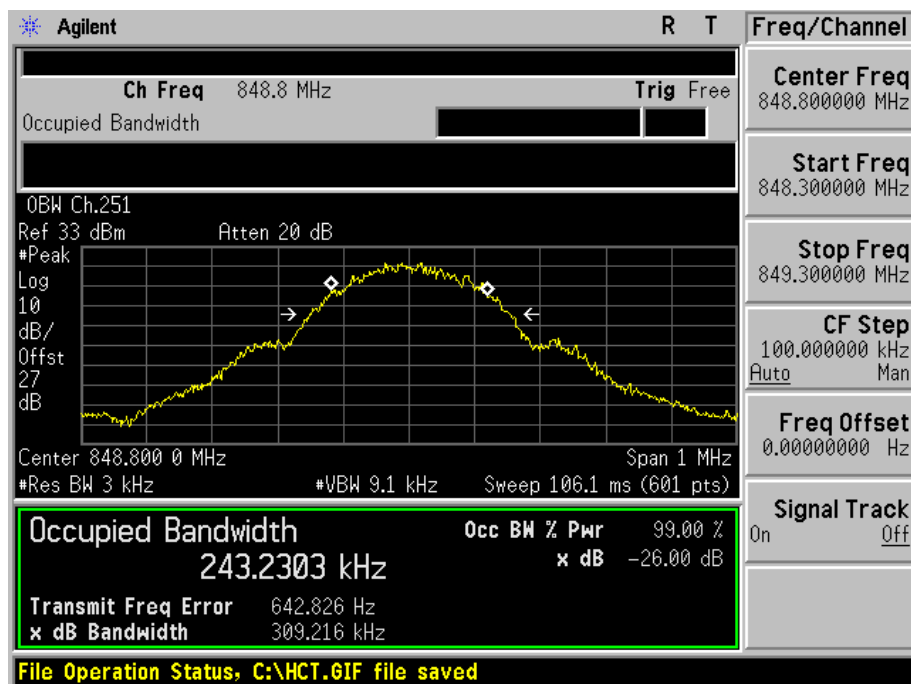 Agilent R T
Ch Freq 848.8 MHz Trig Free
Occupied Bandwidth
OBW Ch.251
Ref 33 dBm Atten 20 dB
#Peak
Log
10
dB/
Offst
27
dB
Center 848.800 0 MHz Span 1 MHz
#Res BW 3 kHz #VBW 9.1 kHz Sweep 106.1 ms (601 pts)
Occupied Bandwidth Occ BW % Pwr 99.00 %
243.2303 kHz x dB -26.00 dB
Transmit Freq Error 642.826 Hz
x dB Bandwidth 309.216 kHz
File Operation Status, C:\HCT.GIF file saved
Freq/Channel
Center Freq
848.800000 MHz
Start Freq
848.300000 MHz
Stop Freq
849.300000 MHz
CF Step
100.000000 kHz
Auto Man
Freq Offset
0.00000000 Hz
Signal Track
On Off